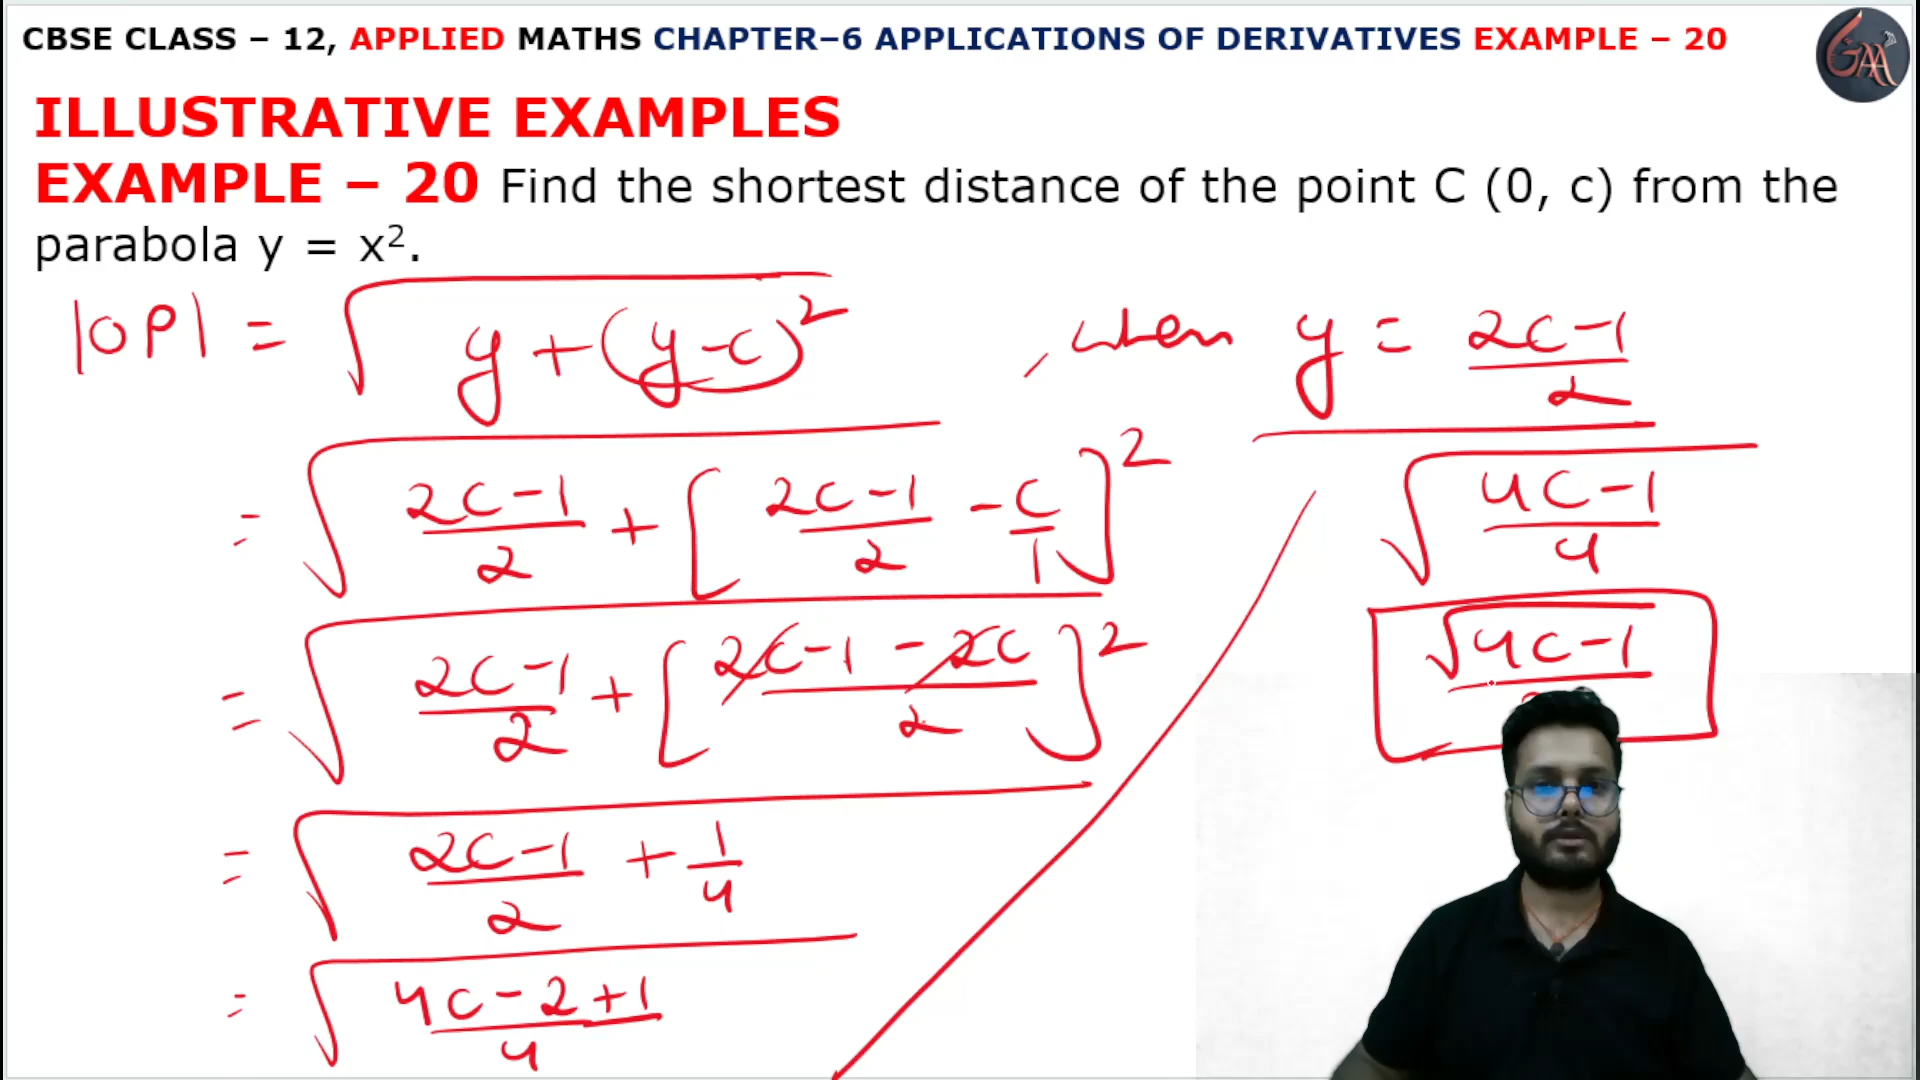 CBSE CLASS – 12, APPLIED MATHS CHAPTER–6 APPLICATIONS OF DERIVATIVES EXAMPLE – 20
GAA
ILLUSTRATIVE EXAMPLES
EXAMPLE – 20 Find the shortest distance of the point C (0, c) from the
parabola y = x².
|OP| = √(y + (y-c)²) , when y = (2c-1)/2
= √((2c-1)/2 + [(2c-1)/2 - c/1]²)
= √((2c-1)/2 + [(2c-1-2c)/2]²)
= √((2c-1)/2 + 1/4)
= √((4c-2+1)/4)
√((4c-1)/4)
√(4c-1)